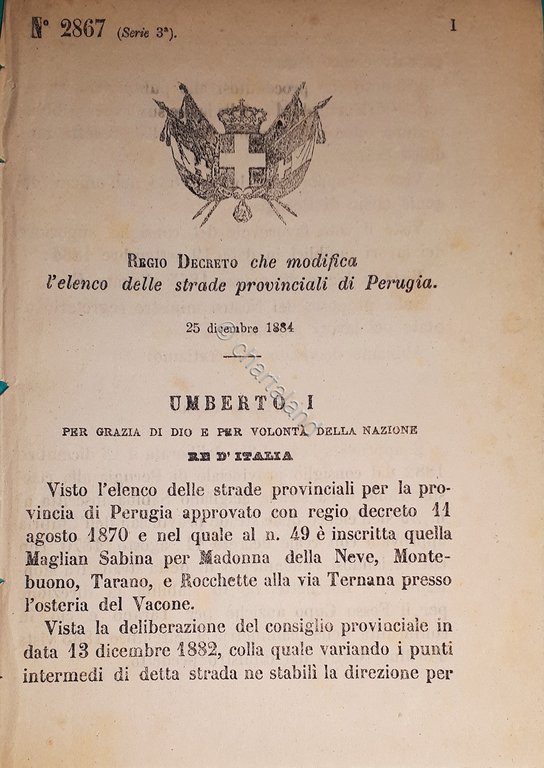 N° 2867 (Serie 3ª).
1
REGIO DECRETO che modifica
l'elenco delle strade provinciali di Perugia.
25 dicembre 1884
© chartaland
UMBERTO I
PER GRAZIA DI DIO E PER VOLONTÀ DELLA NAZIONE
RE D'ITALIA
Visto l'elenco delle strade provinciali per la pro-
vincia di Perugia approvato con regio decreto 11
agosto 1870 e nel quale al n. 49 è inscritta quella
Maglian Sabina per Madonna della Neve, Monte-
buono, Tarano, e Rocchette alla via Ternana presso
l'osteria del Vacone.
Vista la deliberazione del consiglio provinciale in
data 13 dicembre 1882, colla quale variando i punti
intermedi di detta strada ne stabilì la direzione per